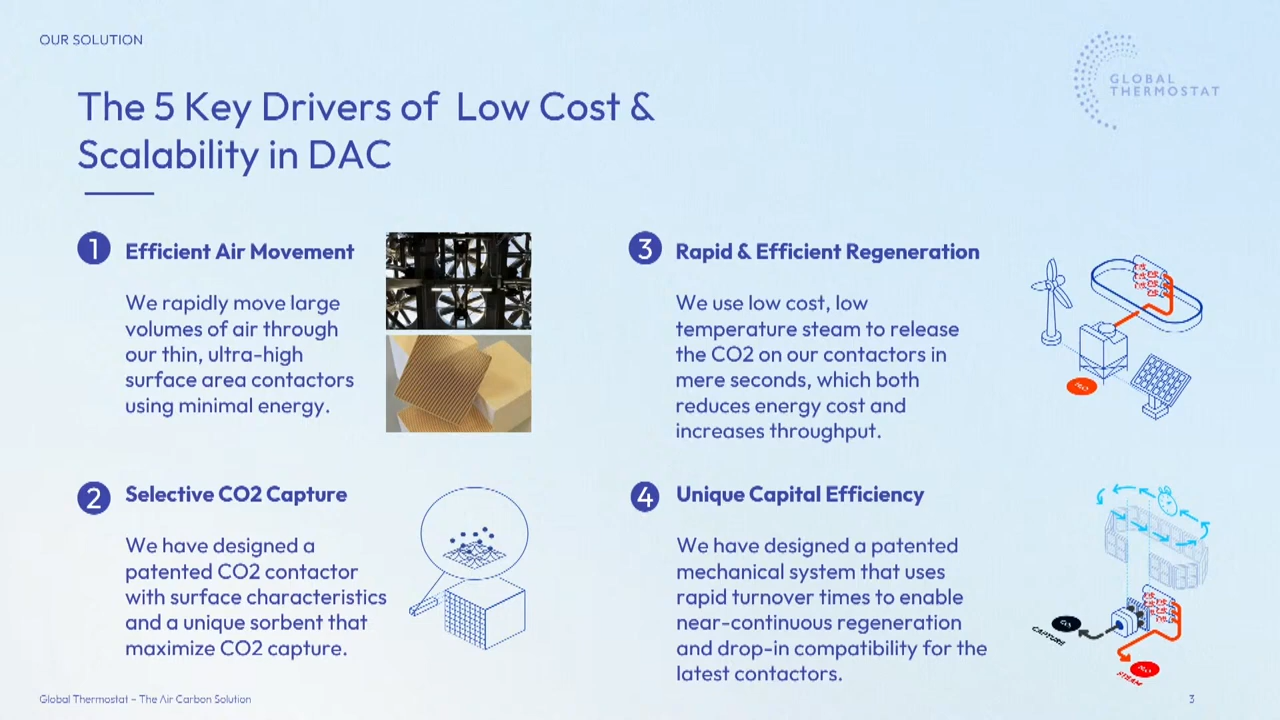 OUR SOLUTION
GLOBAL
THERMOSTAT
The 5 Key Drivers of Low Cost &
Scalability in DAC
1 Efficient Air Movement
We rapidly move large
volumes of air through
our thin, ultra-high
surface area contactors
using minimal energy.
2 Selective CO2 Capture
We have designed a
patented CO2 contactor
with surface characteristics
and a unique sorbent that
maximize CO2 capture.
3 Rapid & Efficient Regeneration
We use low cost, low
temperature steam to release
the CO2 on our contactors in
mere seconds, which both
reduces energy cost and
increases throughput.
4 Unique Capital Efficiency
We have designed a patented
mechanical system that uses
rapid turnover times to enable
near-continuous regeneration
and drop-in compatibility for the
latest contactors.
CAPTURE
STEAM
Global Thermostat – The Air Carbon Solution
3